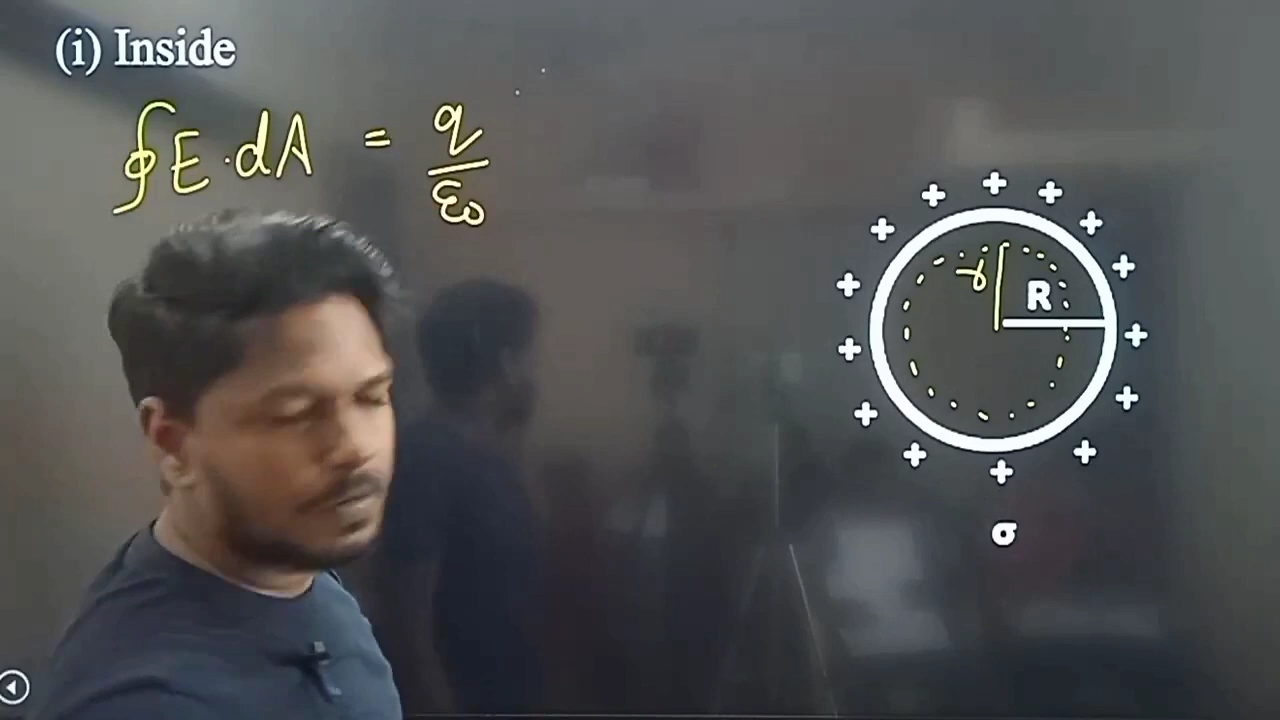 (i) Inside
∮E·dA = q/ε₀
r
R
σ